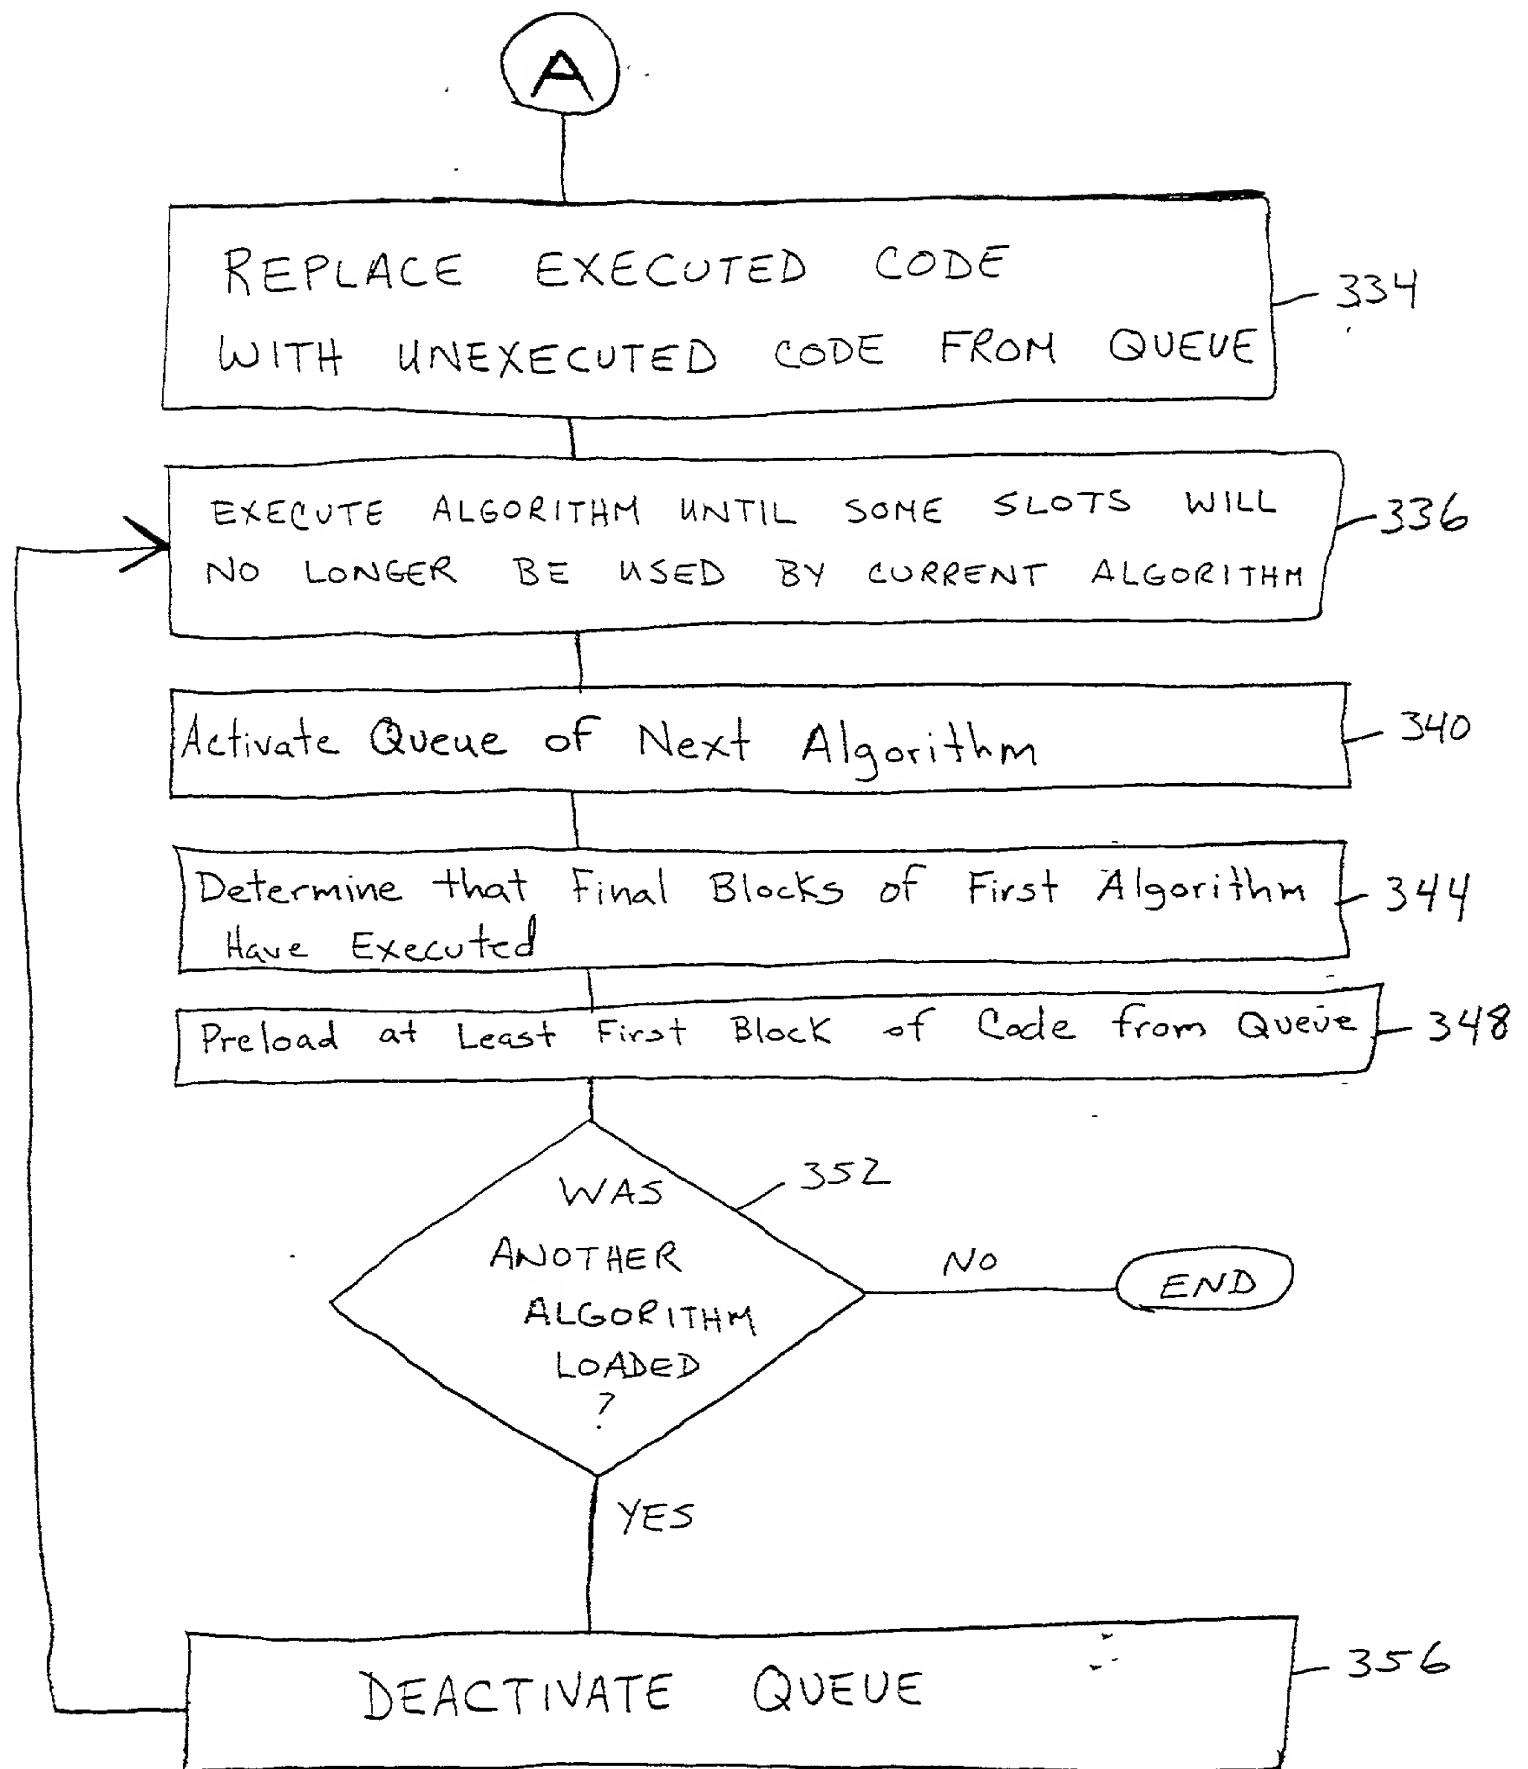 A
REPLACE EXECUTED CODE
WITH UNEXECUTED CODE FROM QUEUE
334
EXECUTE ALGORITHM UNTIL SOME SLOTS WILL
NO LONGER BE USED BY CURRENT ALGORITHM
336
Activate Queue of Next Algorithm
340
Determine that Final Blocks of First Algorithm
Have Executed
344
Preload at Least First Block of Code from Queue
348
352
WAS
ANOTHER
ALGORITHM
LOADED
?
NO
END
YES
DEACTIVATE QUEUE
356